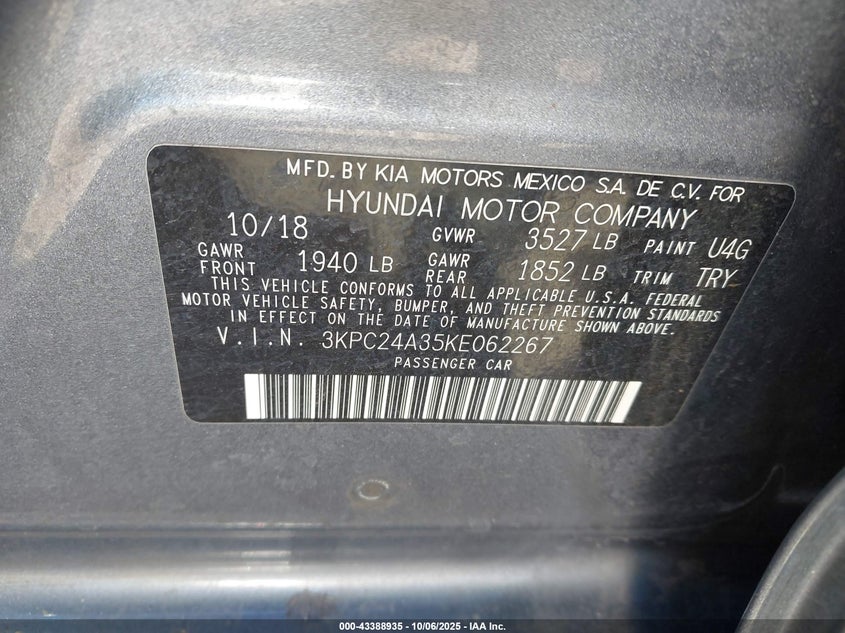 MFD. BY KIA MOTORS MEXICO S.A. DE C.V. FOR
HYUNDAI MOTOR COMPANY
10/18 GVWR 3527 LB PAINT U4G
GAWR FRONT 1940 LB GAWR REAR 1852 LB TRIM TRY
THIS VEHICLE CONFORMS TO ALL APPLICABLE U.S.A. FEDERAL
MOTOR VEHICLE SAFETY, BUMPER, AND THEFT PREVENTION STANDARDS
IN EFFECT ON THE DATE OF MANUFACTURE SHOWN ABOVE.
V.I.N. 3KPC24A35KE062267
PASSENGER CAR
000-43388935 - 10/06/2025 - IAA Inc.